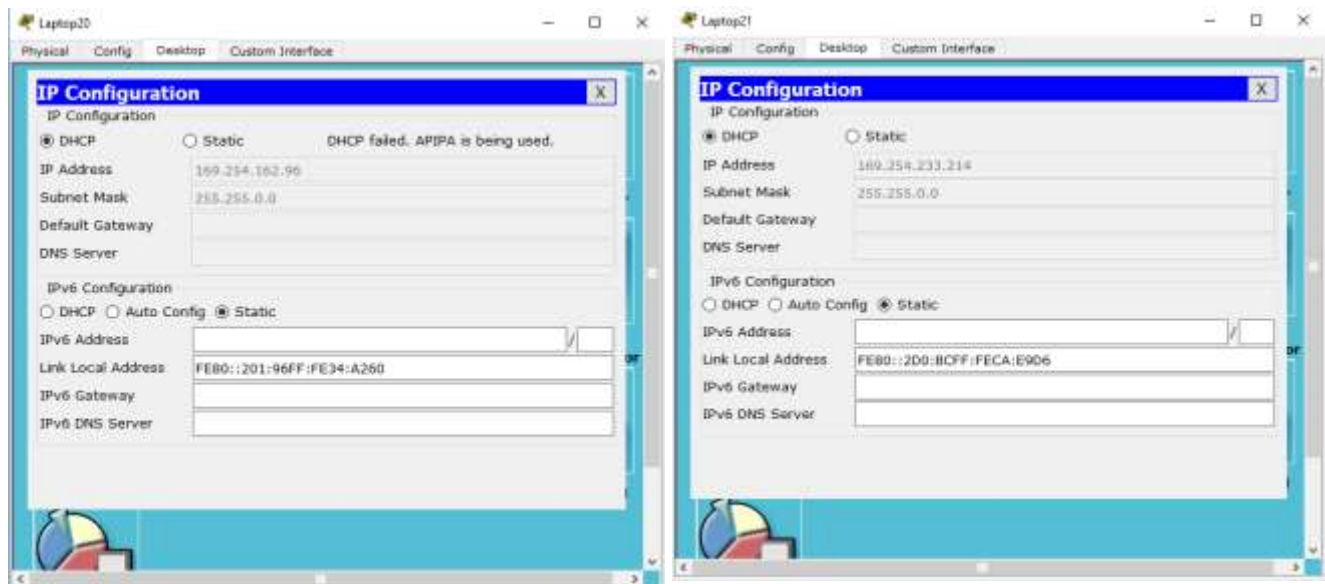 Laptop20
Physical Config Desktop Custom Interface
IP Configuration X
IP Configuration
DHCP Static DHCP failed. APIPA is being used.
IP Address 169.254.162.96
Subnet Mask 255.255.0.0
Default Gateway
DNS Server
IPv6 Configuration
DHCP Auto Config Static
IPv6 Address /
Link Local Address FE80::201:96FF:FE34:A260
IPv6 Gateway
IPv6 DNS Server
or
Laptop21
Physical Config Desktop Custom Interface
IP Configuration X
IP Configuration
DHCP Static
IP Address 169.254.233.214
Subnet Mask 255.255.0.0
Default Gateway
DNS Server
IPv6 Configuration
DHCP Auto Config Static
IPv6 Address /
Link Local Address FE80::2D0:BCFF:FECA:E9D6
IPv6 Gateway
IPv6 DNS Server
or